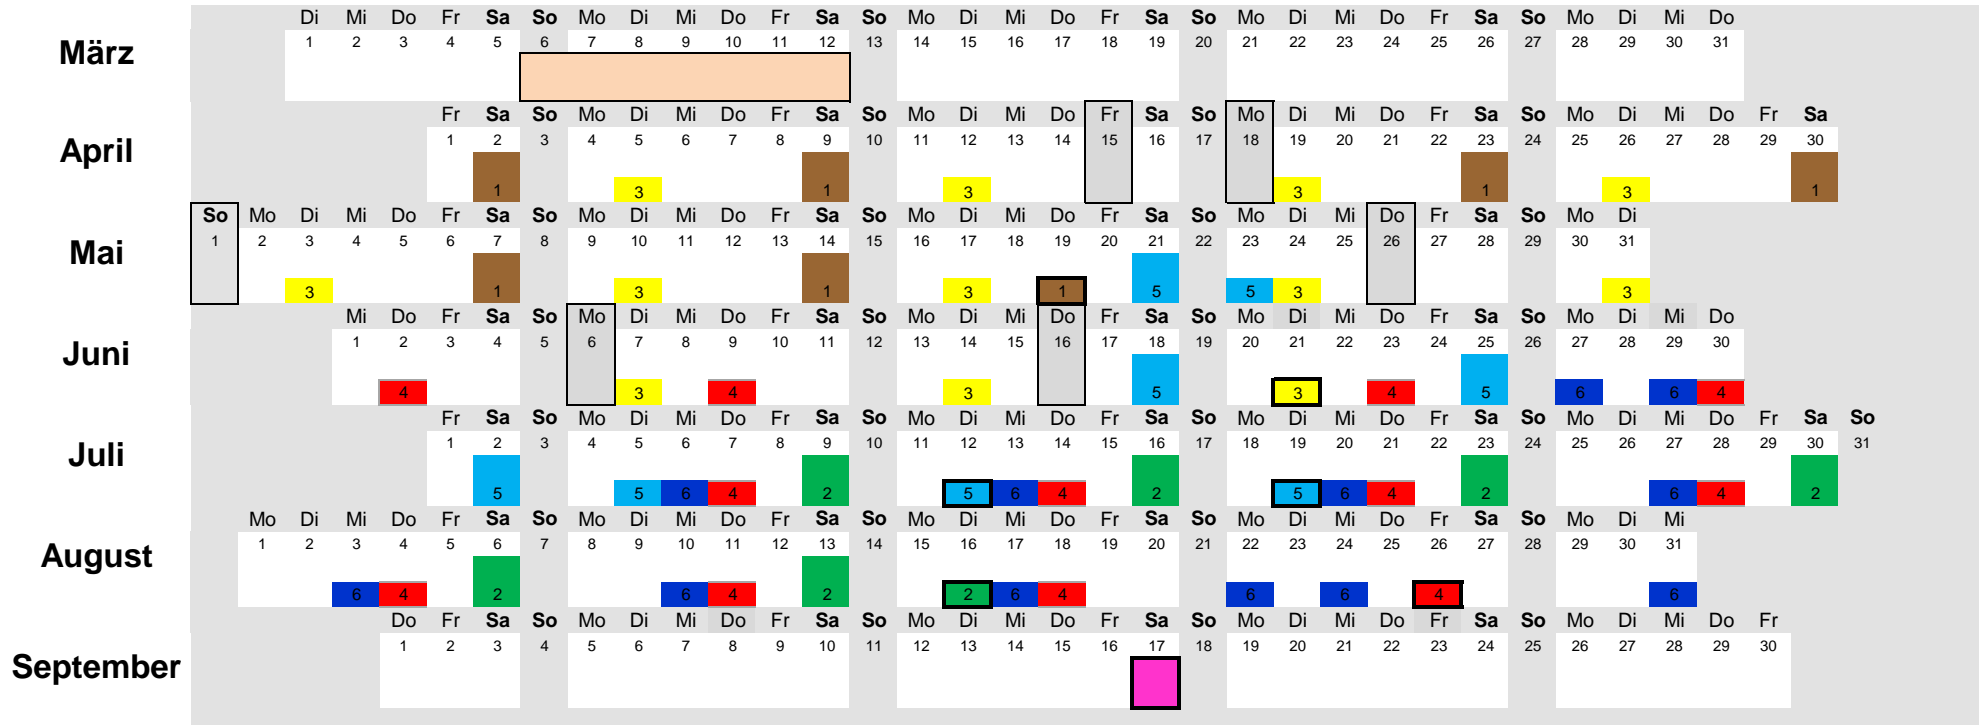 Di Mi Do Fr Sa So Mo Di Mi Do Fr Sa So Mo Di Mi Do Fr Sa So Mo Di Mi Do Fr Sa So Mo Di Mi Do
März
1 2 3 4 5 6 7 8 9 10 11 12 13 14 15 16 17 18 19 20 21 22 23 24 25 26 27 28 29 30 31
Fr Sa So Mo Di Mi Do Fr Sa So Mo Di Mi Do Fr Sa So Mo Di Mi Do Fr Sa So Mo Di Mi Do Fr Sa
April
1 2 3 4 5 6 7 8 9 10 11 12 13 14 15 16 17 18 19 20 21 22 23 24 25 26 27 28 29 30
1 3 1 3 3 1 3 1
So Mo Di Mi Do Fr Sa So Mo Di Mi Do Fr Sa So Mo Di Mi Do Fr Sa So Mo Di Mi Do Fr Sa So Mo Di
Mai
1 2 3 4 5 6 7 8 9 10 11 12 13 14 15 16 17 18 19 20 21 22 23 24 25 26 27 28 29 30 31
3 1 3 1 3 1 5 5 3 3
Mi Do Fr Sa So Mo Di Mi Do Fr Sa So Mo Di Mi Do Fr Sa So Mo Di Mi Do Fr Sa So Mo Di Mi Do
Juni
1 2 3 4 5 6 7 8 9 10 11 12 13 14 15 16 17 18 19 20 21 22 23 24 25 26 27 28 29 30
4 3 4 3 5 3 4 5 6 6 4
Fr Sa So Mo Di Mi Do Fr Sa So Mo Di Mi Do Fr Sa So Mo Di Mi Do Fr Sa So Mo Di Mi Do Fr Sa So
Juli
1 2 3 4 5 6 7 8 9 10 11 12 13 14 15 16 17 18 19 20 21 22 23 24 25 26 27 28 29 30 31
5 5 6 4 2 5 6 4 2 5 6 4 2 6 4 2
Mo Di Mi Do Fr Sa So Mo Di Mi Do Fr Sa So Mo Di Mi Do Fr Sa So Mo Di Mi Do Fr Sa So Mo Di Mi
August
1 2 3 4 5 6 7 8 9 10 11 12 13 14 15 16 17 18 19 20 21 22 23 24 25 26 27 28 29 30 31
6 4 2 6 4 2 2 6 4 6 6 4 6
Do Fr Sa So Mo Di Mi Do Fr Sa So Mo Di Mi Do Fr Sa So Mo Di Mi Do Fr Sa So Mo Di Mi Do Fr
September
1 2 3 4 5 6 7 8 9 10 11 12 13 14 15 16 17 18 19 20 21 22 23 24 25 26 27 28 29 30